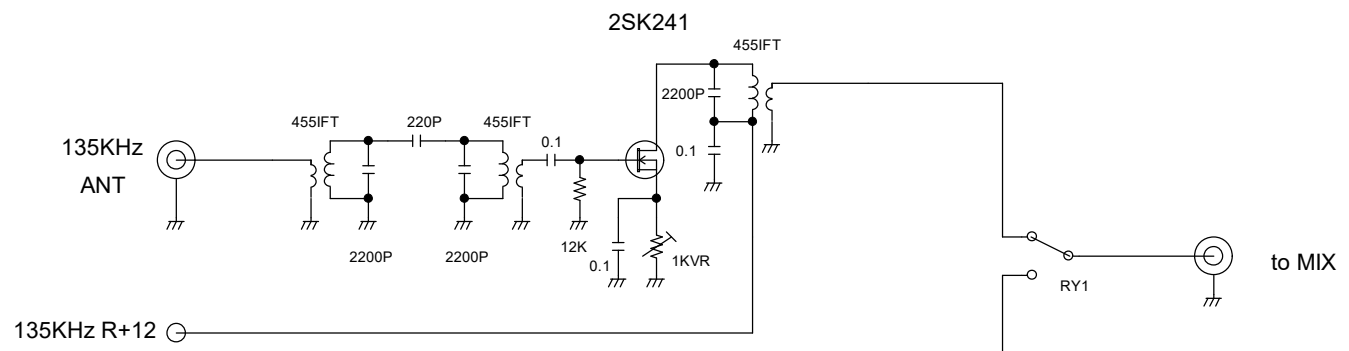 2SK241
455IFT
2200P
455IFT
220P
455IFT
0.1
0.1
135KHz
ANT
12K
2200P
2200P
0.1
1KVR
to MIX
RY1
135KHz R+12